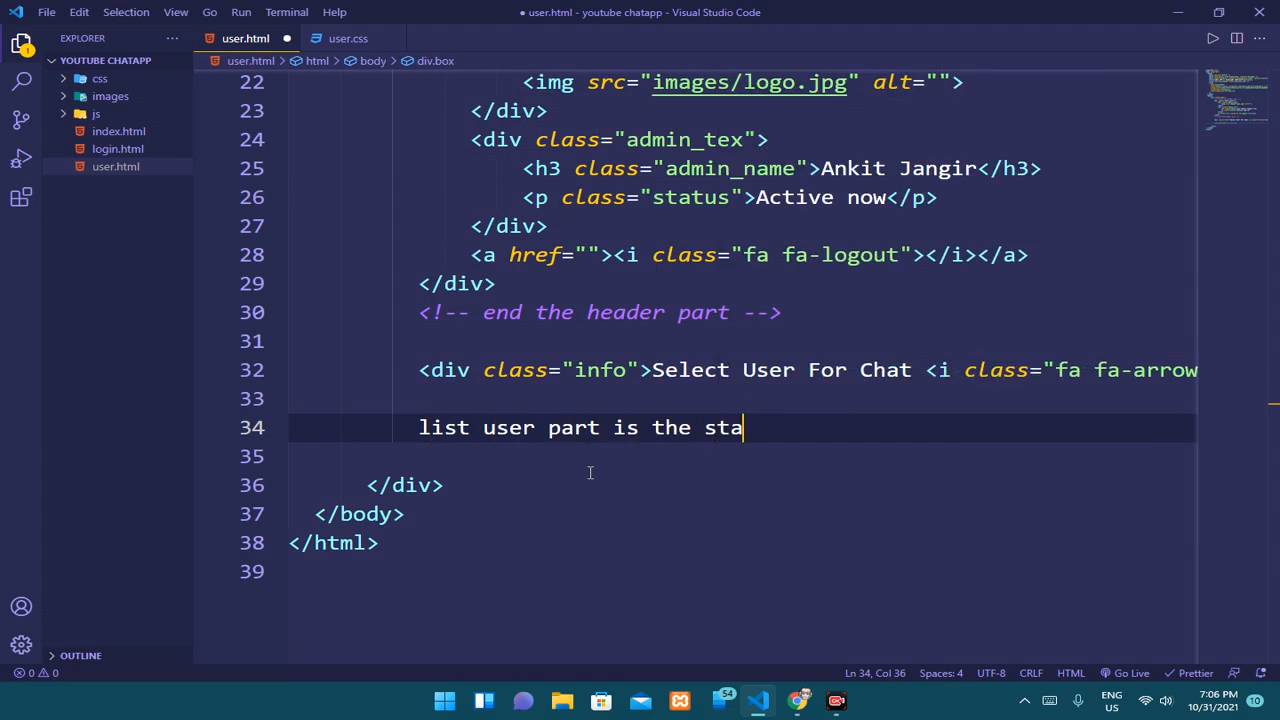 File Edit Selection View Go Run Terminal Help
● user.html - youtube chatapp - Visual Studio Code
EXPLORER ···
user.html ●
user.css
YOUTUBE CHATAPP
css
images
js
index.html
login.html
user.html
user.html > html > body > div.box
22 <img src="images/logo.jpg" alt="">
23 </div>
24 <div class="admin_tex">
25 <h3 class="admin_name">Ankit Jangir</h3>
26 <p class="status">Active now</p>
27 </div>
28 <a href=""><i class="fa fa-logout"></i></a>
29 </div>
30 <!-- end the header part -->
31
32 <div class="info">Select User For Chat <i class="fa fa-arrow
33
34 list user part is the sta
35
36 </div>
37 </body>
38 </html>
39
1
OUTLINE
0 0
Ln 34, Col 36 Spaces: 4 UTF-8 CRLF HTML Go Live Prettier
54
ENG
US
7:06 PM
10/31/2021
10